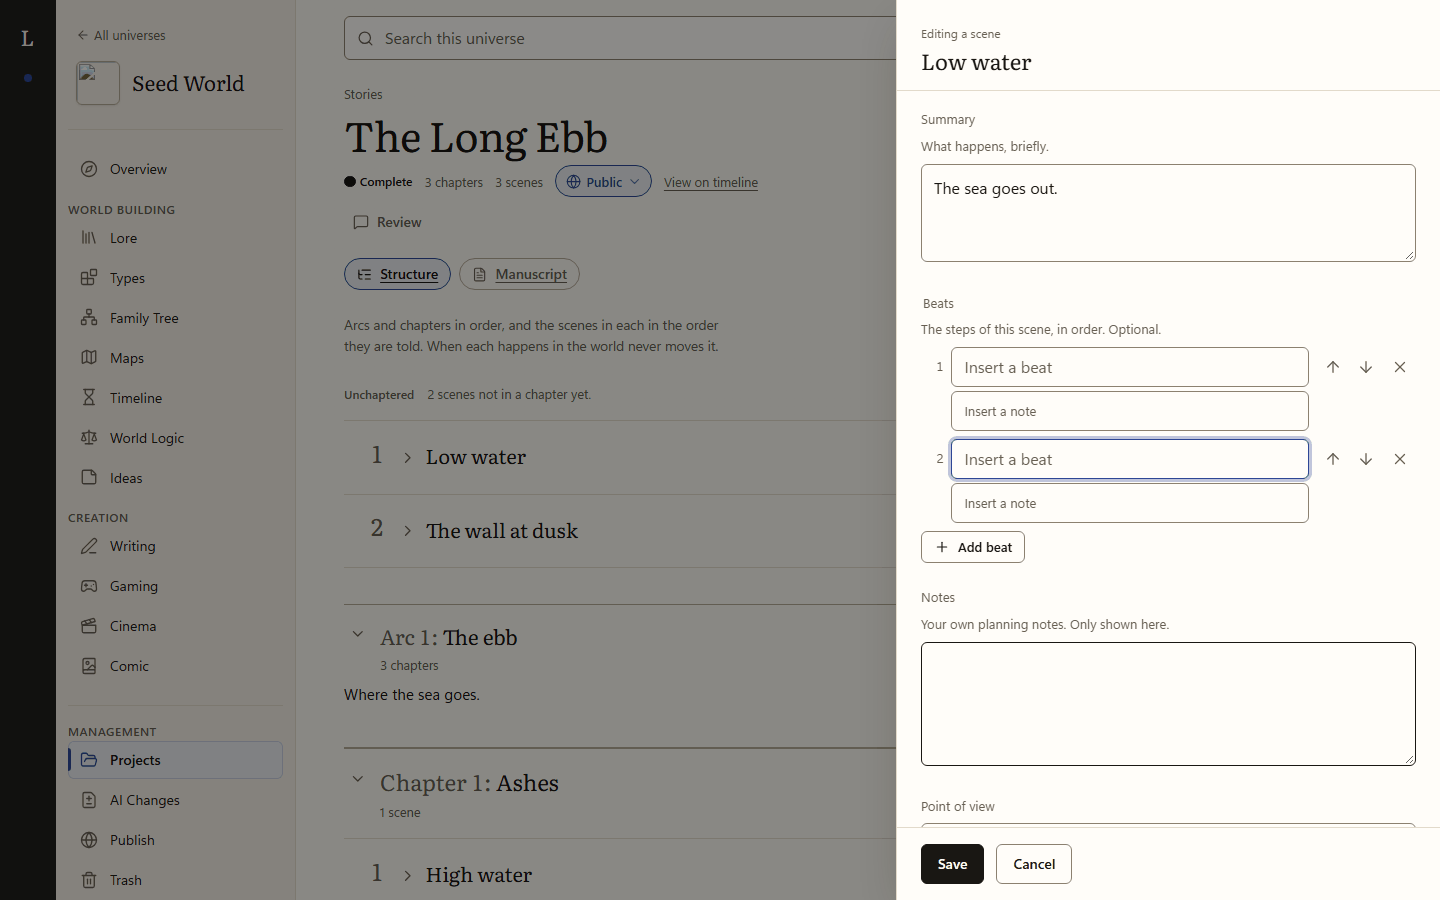 L
All universes
Seed World
Overview
WORLD BUILDING
Lore
Types
Family Tree
Maps
Timeline
World Logic
Ideas
CREATION
Writing
Gaming
Cinema
Comic
MANAGEMENT
Projects
AI Changes
Publish
Trash
Search this universe
Stories
The Long Ebb
Complete 3 chapters 3 scenes Public View on timeline
Review
Structure Manuscript
Arcs and chapters in order, and the scenes in each in the order
they are told. When each happens in the world never moves it.
Unchaptered 2 scenes not in a chapter yet.
1 Low water
2 The wall at dusk
Arc 1: The ebb
3 chapters
Where the sea goes.
Chapter 1: Ashes
1 scene
1 High water
Editing a scene
Low water
Summary
What happens, briefly.
The sea goes out.
Beats
The steps of this scene, in order. Optional.
1 Insert a beat
Insert a note
2 Insert a beat
Insert a note
Add beat
Notes
Your own planning notes. Only shown here.
Point of view
Save Cancel